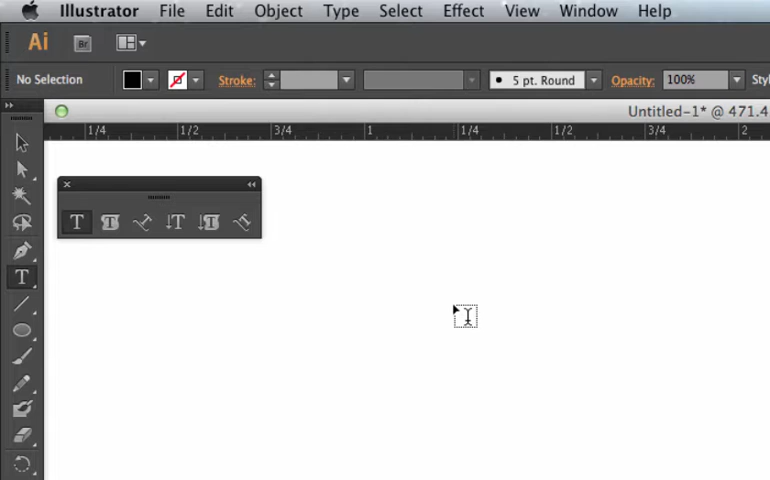 Illustrator File Edit Object Type Select Effect View Window Help
Ai Br
No Selection Stroke: 5 pt. Round Opacity: 100% Styl
Untitled-1* @ 471.4
1/4 1/2 3/4 1 1/4 1/2 3/4 2
T T T T T T
T